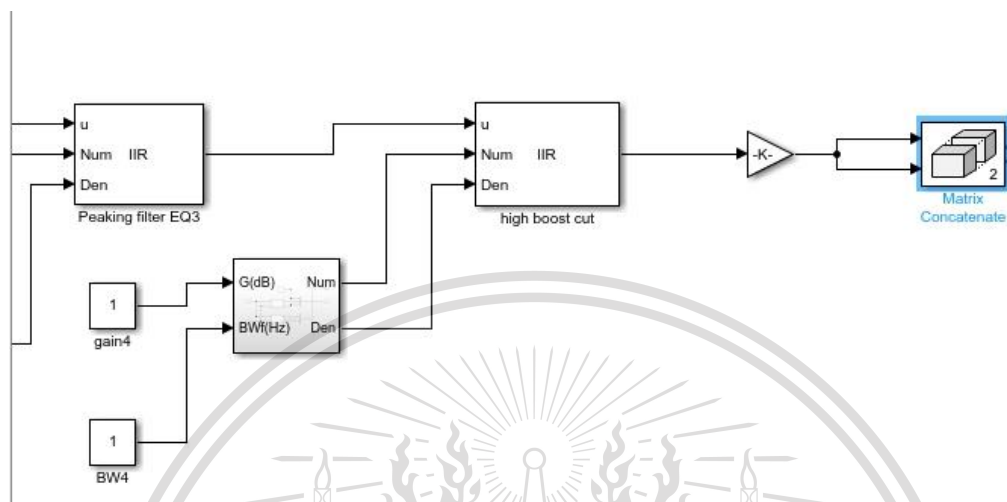 u
Num IIR
Den
Peaking filter EQ3
u
Num IIR
Den
high boost cut
-K-
2
Matrix
Concatenate
1
gain4
G(dB) Num
BWf(Hz) Den
1
BW4